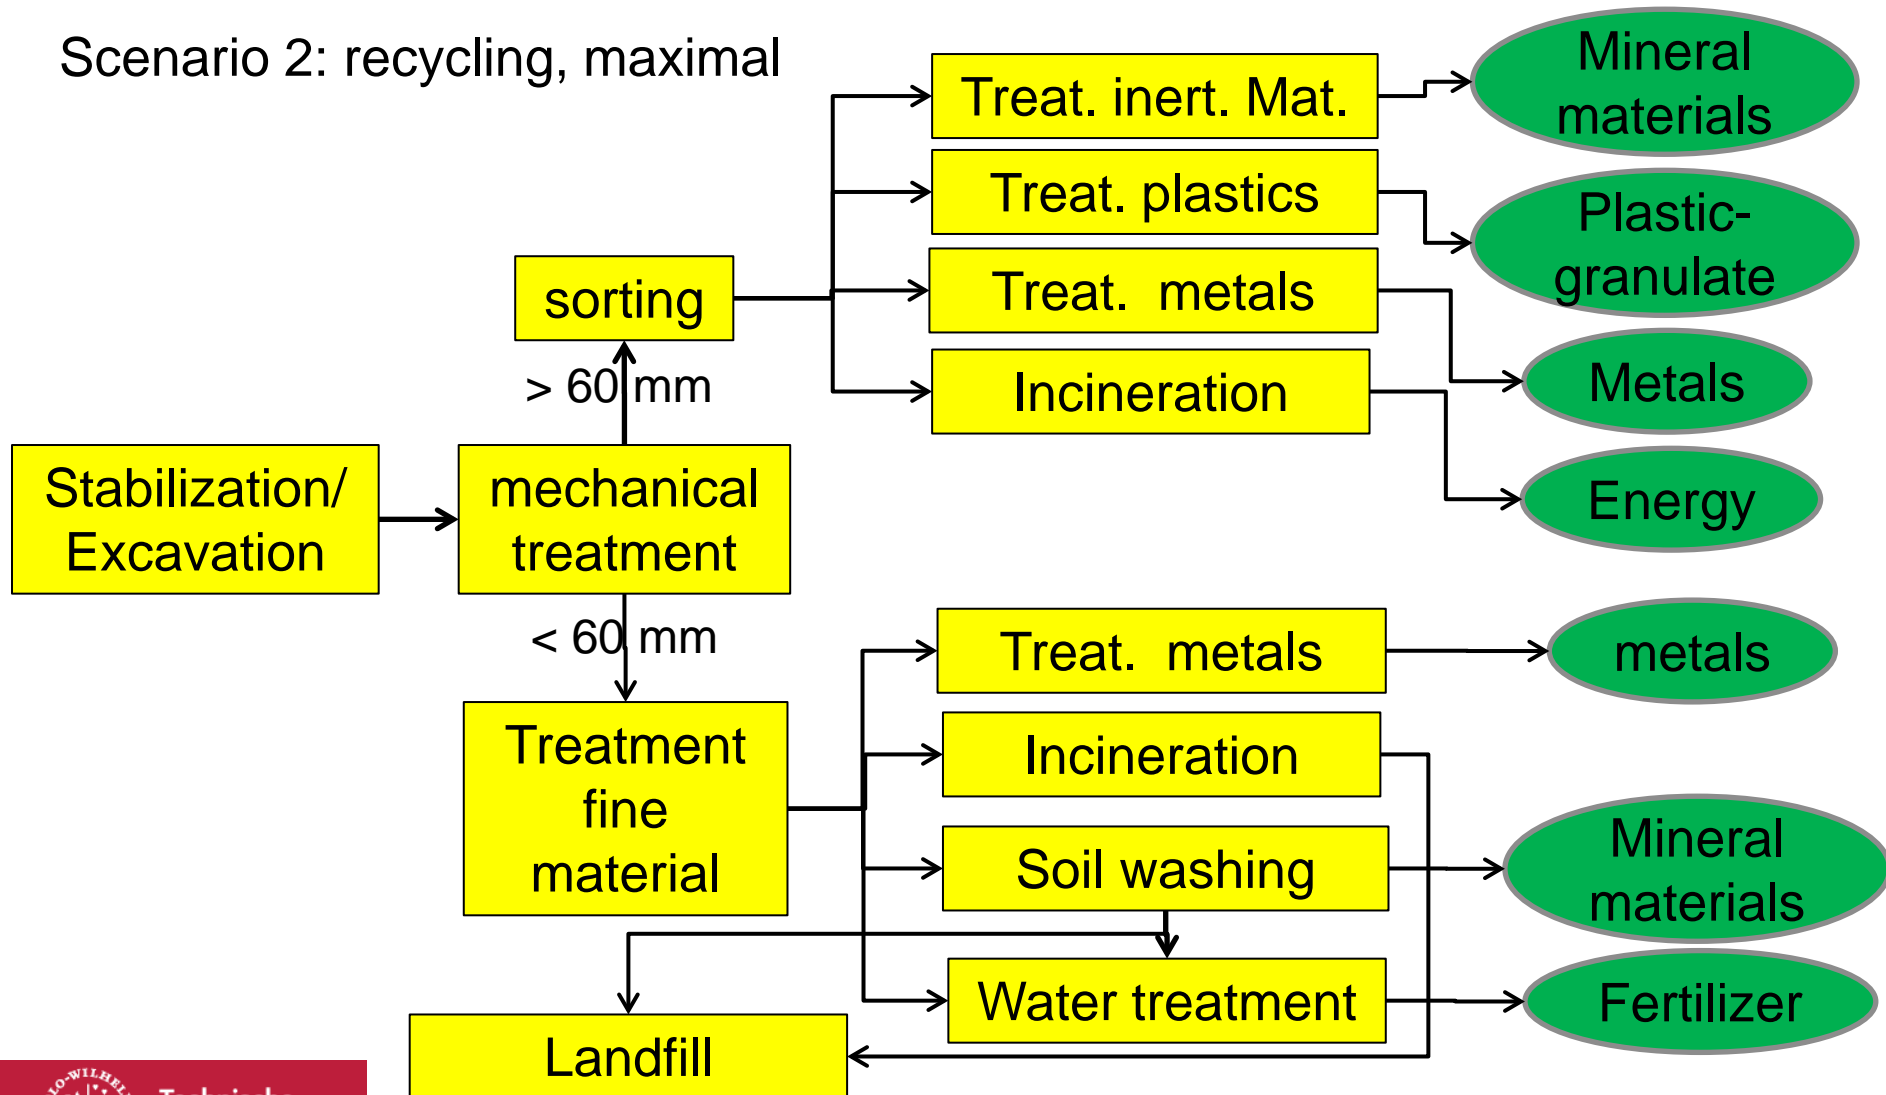 Scenario 2: recycling, maximal
Treat. inert. Mat.
Mineral
materials
Treat. plastics
Plastic-
granulate
sorting
Treat. metals
Metals
> 60 mm
Incineration
Energy
Stabilization/
Excavation
mechanical
treatment
< 60 mm
Treat. metals
metals
Treatment
fine
material
Incineration
Soil washing
Mineral
materials
Water treatment
Fertilizer
Landfill